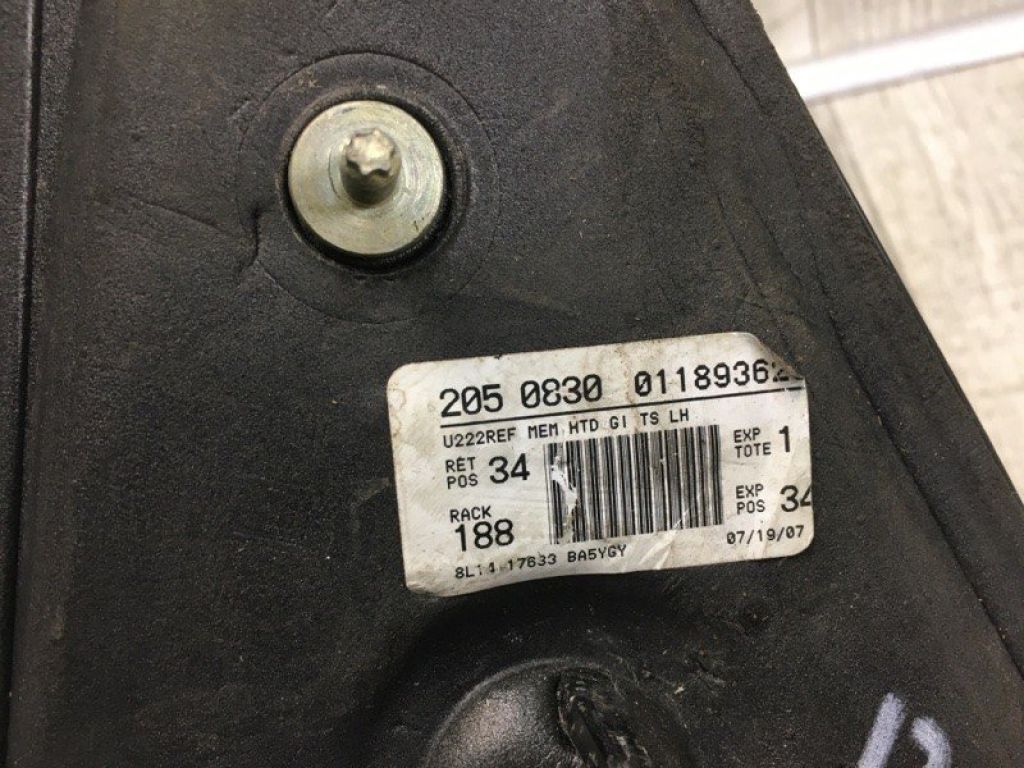 205 0830 0118936
U222REF MEM HTD GI TS LH
RET POS 34
EXP TOTE 1
RACK 188
EXP POS 34
07/19/07
8L14 17633 BA5YGY